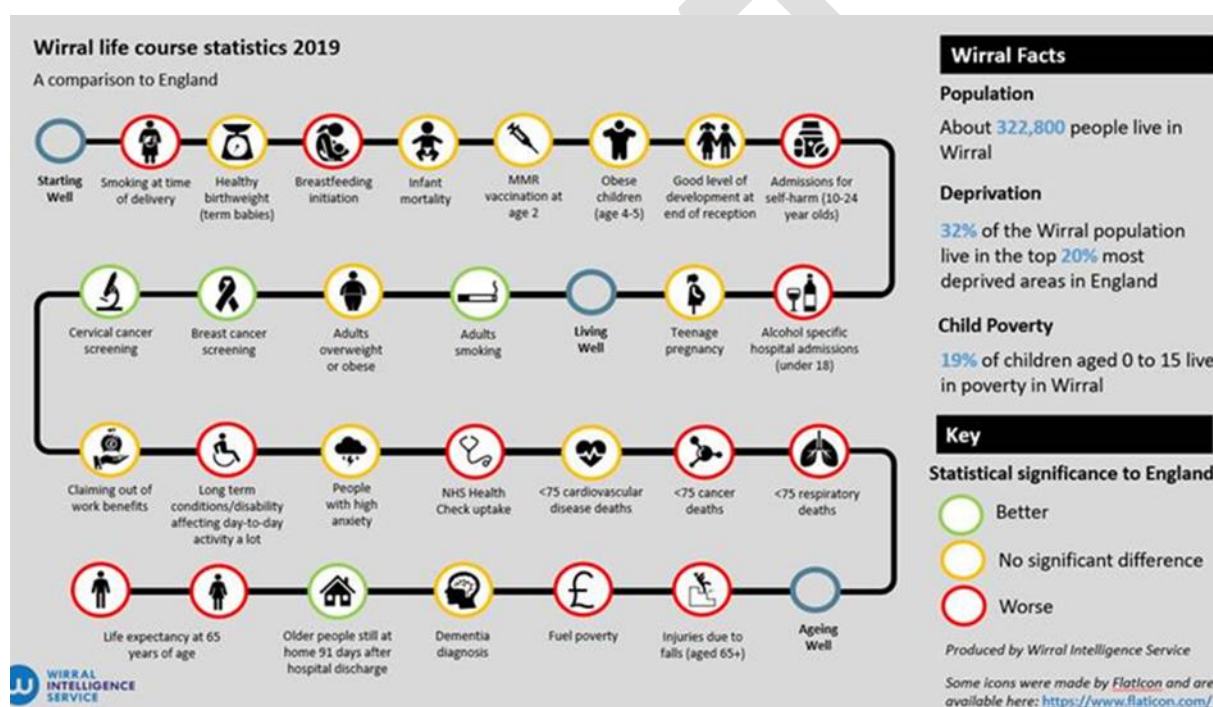 Wirral life course statistics 2019
A comparison to England
Starting
Well
Smoking at time
of delivery
Healthy
birthweight
(term babies)
Breastfeeding
initiation
Infant
mortality
MMR
vaccination at
age 2
Obese
children
(age 4-5)
Good level of
development at
end of reception
Admissions for
self-harm (10-24
year olds)
Cervical cancer
screening
Breast cancer
screening
Adults
overweight
or obese
Adults
smoking
Living
Well
Teenage
pregnancy
Alcohol specific
hospital admissions
(under 18)
Claiming out of
work benefits
Long term
conditions/disability
affecting day-to-day
activity a lot
People
with high
anxiety
NHS Health
Check uptake
<75 cardiovascular
disease deaths
<75 cancer
deaths
<75 respiratory
deaths
Life expectancy at 65
years of age
Older people still at
home 91 days after
hospital discharge
Dementia
diagnosis
£
Fuel poverty
Injuries due to
falls (aged 65+)
Ageing
Well
WIRRAL
INTELLIGENCE
SERVICE
Wirral Facts
Population
About 322,800 people live in
Wirral
Deprivation
32% of the Wirral population
live in the top 20% most
deprived areas in England
Child Poverty
19% of children aged 0 to 15 live
in poverty in Wirral
Key
Statistical significance to England
Better
No significant difference
Worse
Produced by Wirral Intelligence Service
Some icons were made by FlatIcon and are
available here: https://www.flaticon.com/